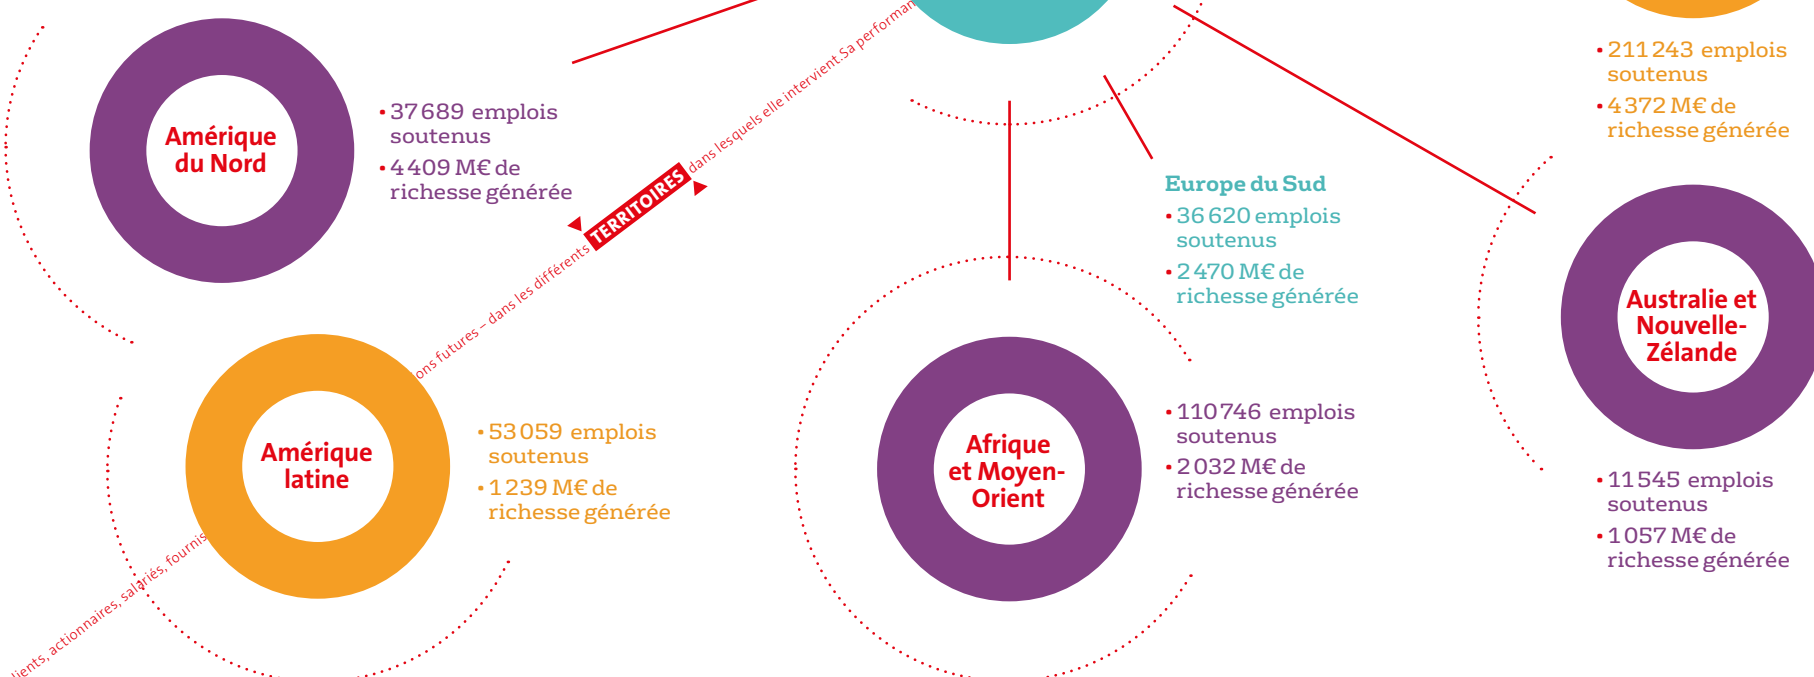 Amérique
du Nord
• 37 689 emplois
soutenus
• 4 409 M€ de
richesse générée
Amérique
latine
• 53 059 emplois
soutenus
• 1 239 M€ de
richesse générée
actionnaires, salariés,
futures – dans les différents TERRITOIRES dans lesquels elle intervient. Sa
Europe du Sud
• 36 620 emplois
soutenus
• 2 470 M€ de
richesse générée
Afrique
et Moyen-
Orient
• 110 746 emplois
soutenus
• 2 032 M€ de
richesse générée
• 211 243 emplois
soutenus
• 4 372 M€ de
richesse générée
Australie et
Nouvelle-
Zélande
• 11 545 emplois
soutenus
• 1 057 M€ de
richesse générée